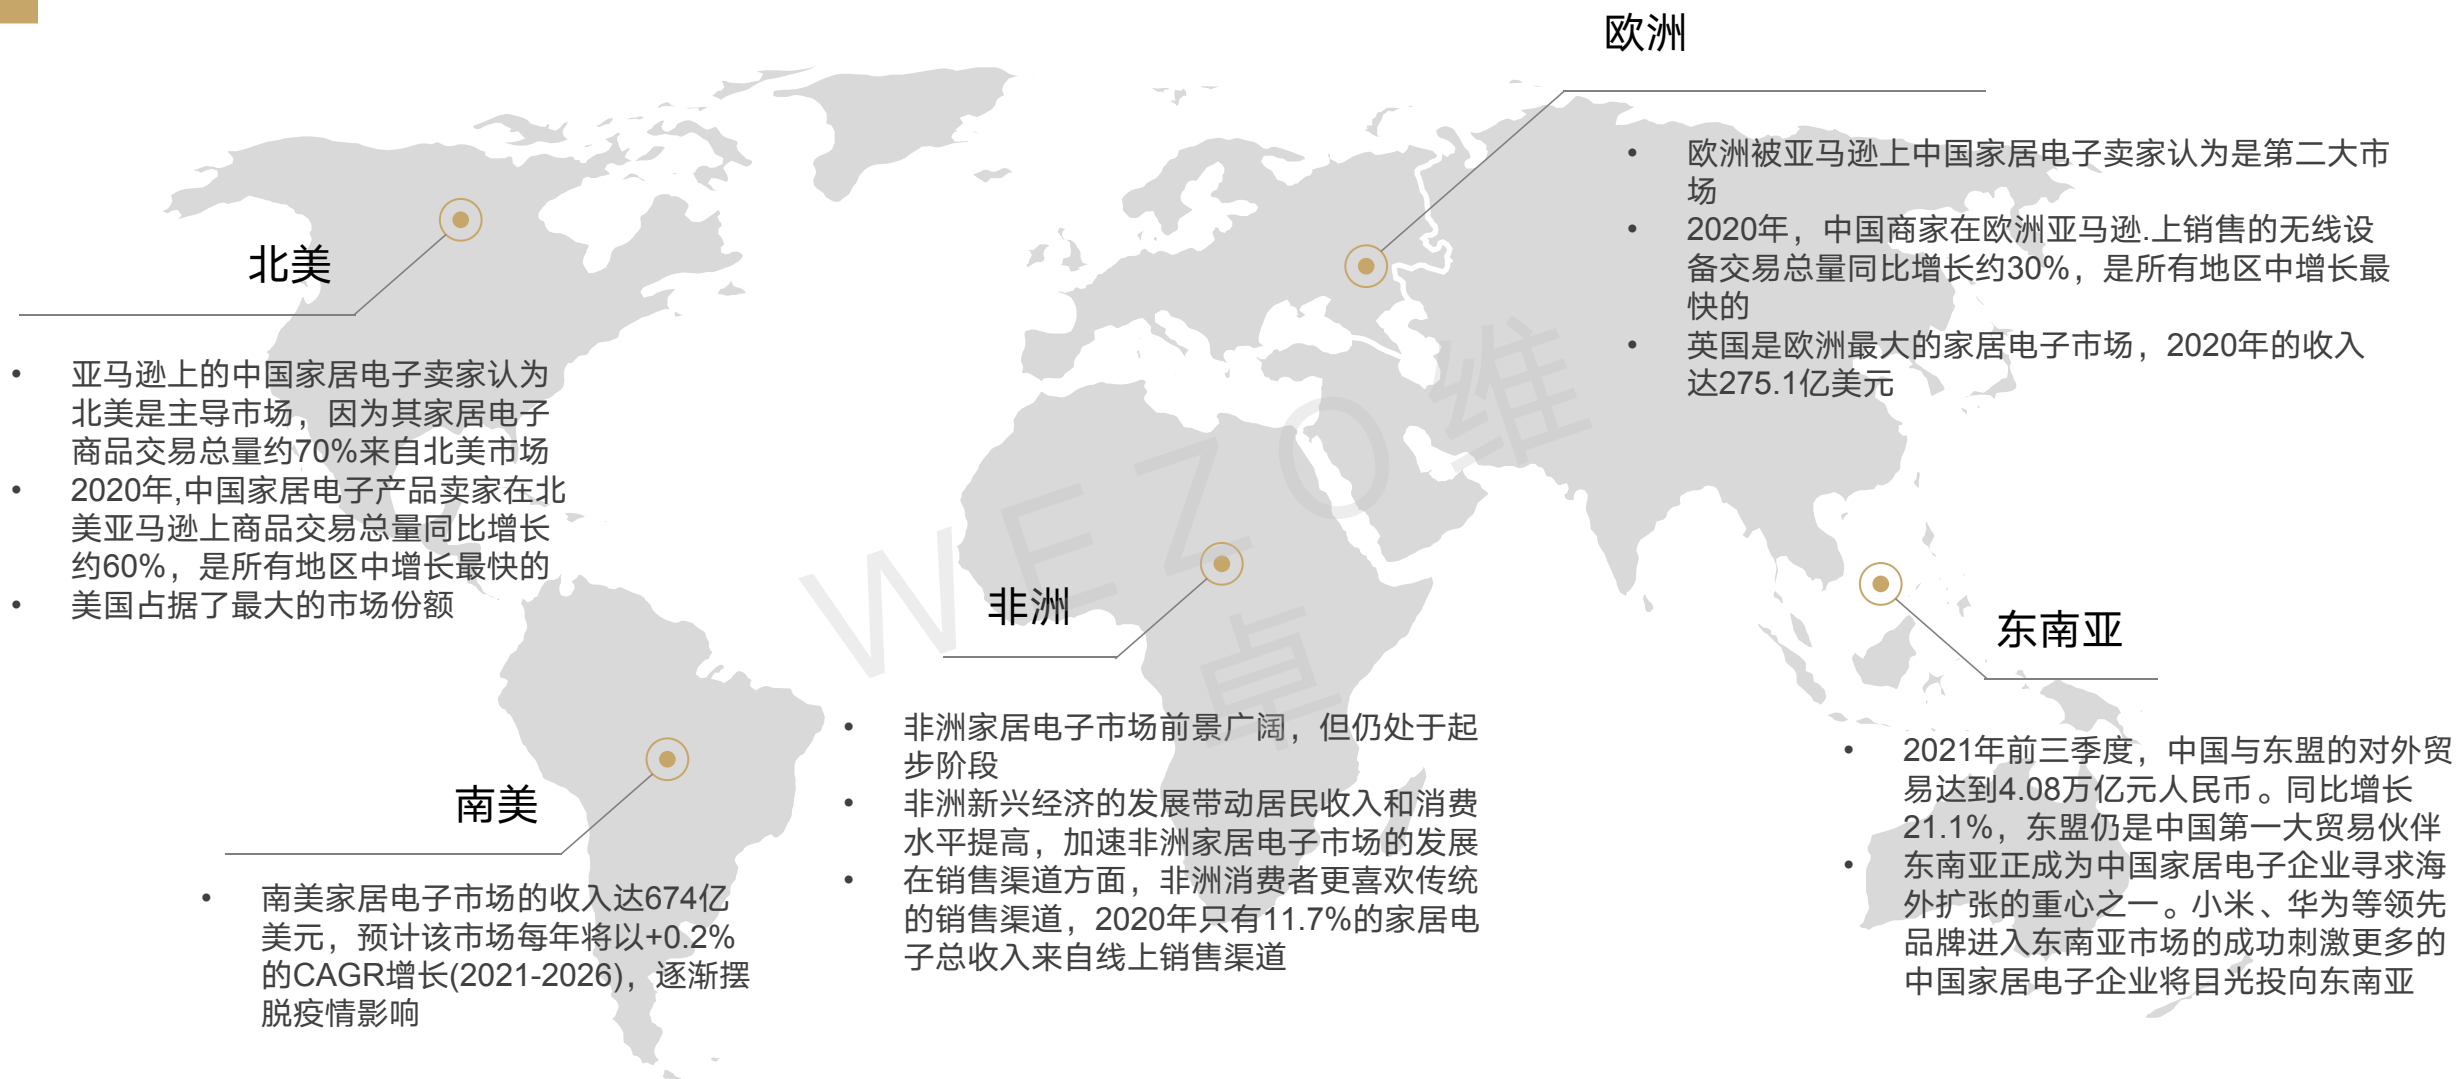 欧洲
• 欧洲被亚马逊上中国家居电子卖家认为是第二大市
场
• 2020年，中国商家在欧洲亚马逊.上销售的无线设
备交易总量同比增长约30%，是所有地区中增长最
快的
• 英国是欧洲最大的家居电子市场，2020年的收入
达275.1亿美元
北美
• 亚马逊上的中国家居电子卖家认为
北美是主导市场，因为其家居电子
商品交易总量约70%来自北美市场
• 2020年,中国家居电子产品卖家在北
美亚马逊上商品交易总量同比增长
约60%，是所有地区中增长最快的
• 美国占据了最大的市场份额
非洲
• 非洲家居电子市场前景广阔，但仍处于起
步阶段
• 非洲新兴经济的发展带动居民收入和消费
水平提高，加速非洲家居电子市场的发展
• 在销售渠道方面，非洲消费者更喜欢传统
的销售渠道，2020年只有11.7%的家居电
子总收入来自线上销售渠道
东南亚
• 2021年前三季度，中国与东盟的对外贸
易达到4.08万亿元人民币。同比增长
21.1%，东盟仍是中国第一大贸易伙伴
• 东南亚正成为中国家居电子企业寻求海
外扩张的重心之一。小米、华为等领先
品牌进入东南亚市场的成功刺激更多的
中国家居电子企业将目光投向东南亚
南美
• 南美家居电子市场的收入达674亿
美元，预计该市场每年将以+0.2%
的CAGR增长(2021-2026)，逐渐摆
脱疫情影响
WEZO维
卓